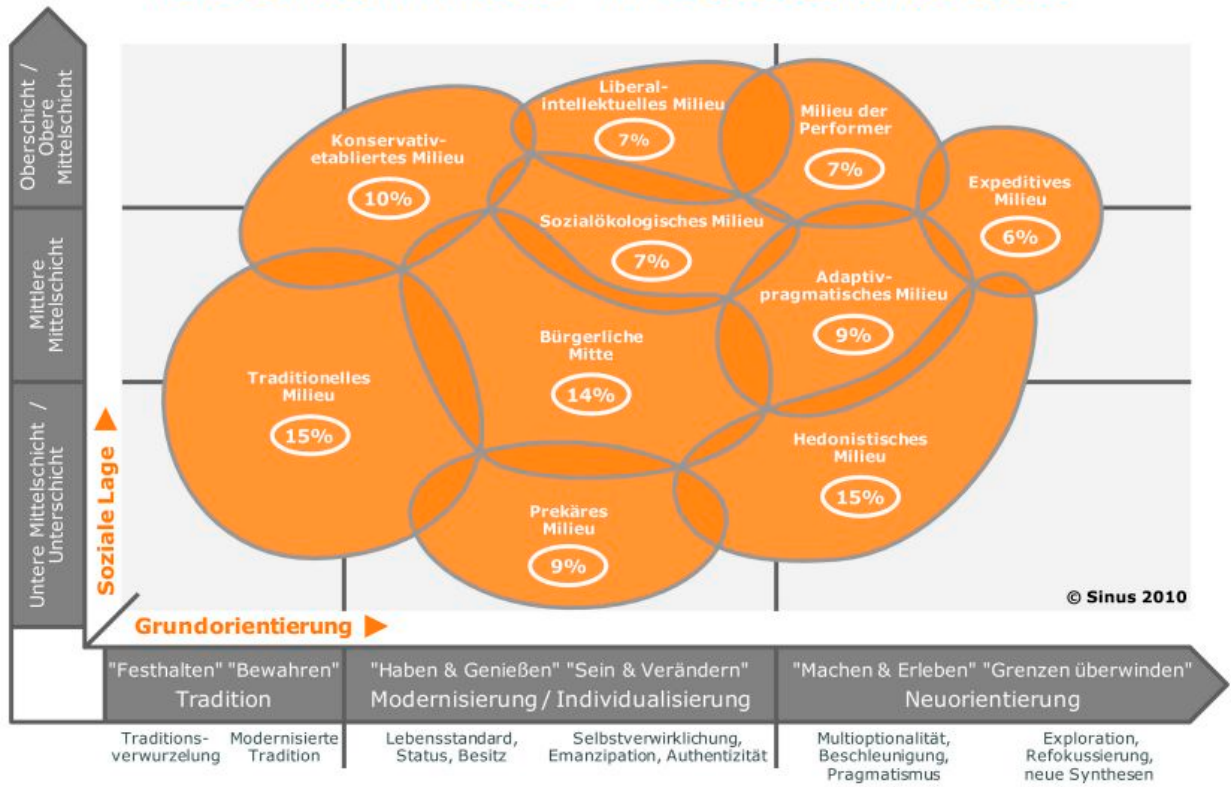 Oberschicht /
Obere
Mittelschicht
Mittlere
Mittelschicht
Untere Mittelschicht /
Unterschicht
Soziale Lage
Konservativ-
etabliertes Milieu
10%
Liberal-
intellektuelles Milieu
7%
Milieu der
Performer
7%
Expeditives
Milieu
6%
Sozialökologisches Milieu
7%
Adaptiv-
pragmatisches Milieu
9%
Bürgerliche
Mitte
14%
Traditionelles
Milieu
15%
Hedonistisches
Milieu
15%
Prekäres
Milieu
9%
© Sinus 2010
Grundorientierung
"Festhalten" "Bewahren"
Tradition
"Haben & Genießen" "Sein & Verändern"
Modernisierung / Individualisierung
"Machen & Erleben" "Grenzen überwinden"
Neuorientierung
Traditions-
verwurzelung
Modernisierte
Tradition
Lebensstandard,
Status, Besitz
Selbstverwirklichung,
Emanzipation, Authentizität
Multioptionalität,
Beschleunigung,
Pragmatismus
Exploration,
Refokussierung,
neue Synthesen